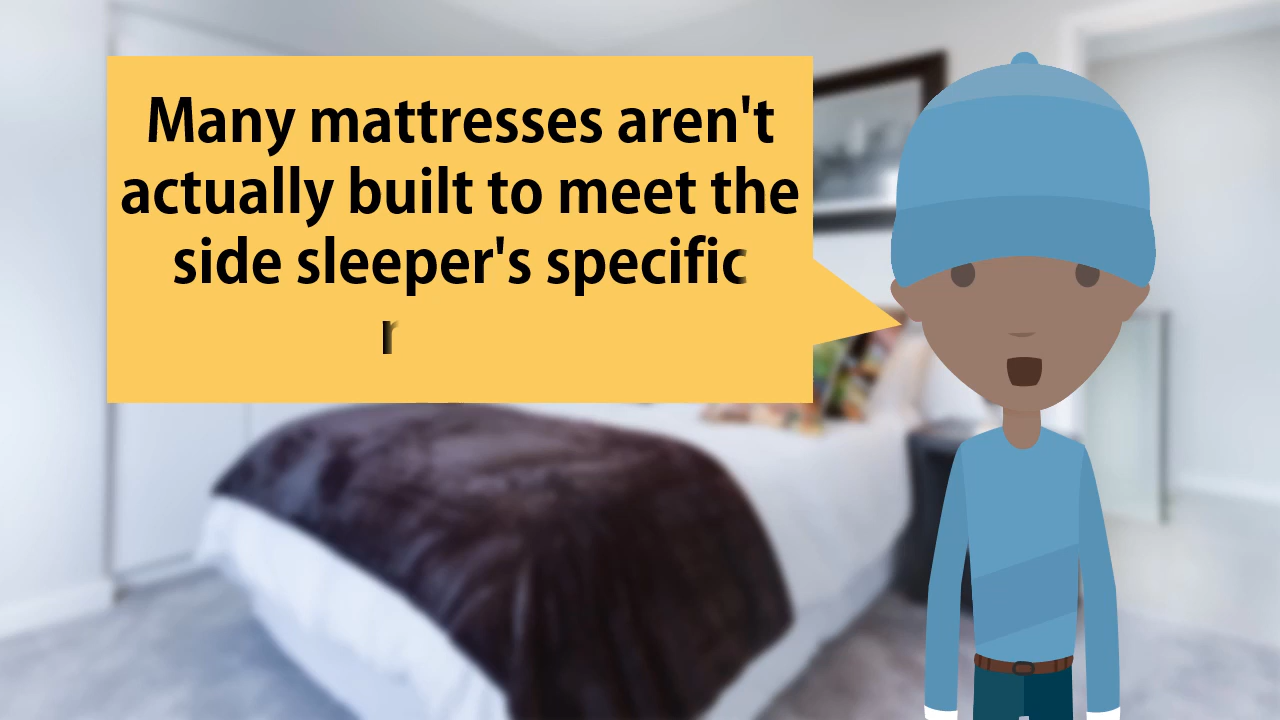 Many mattresses aren't
actually built to meet the
side sleeper's specific